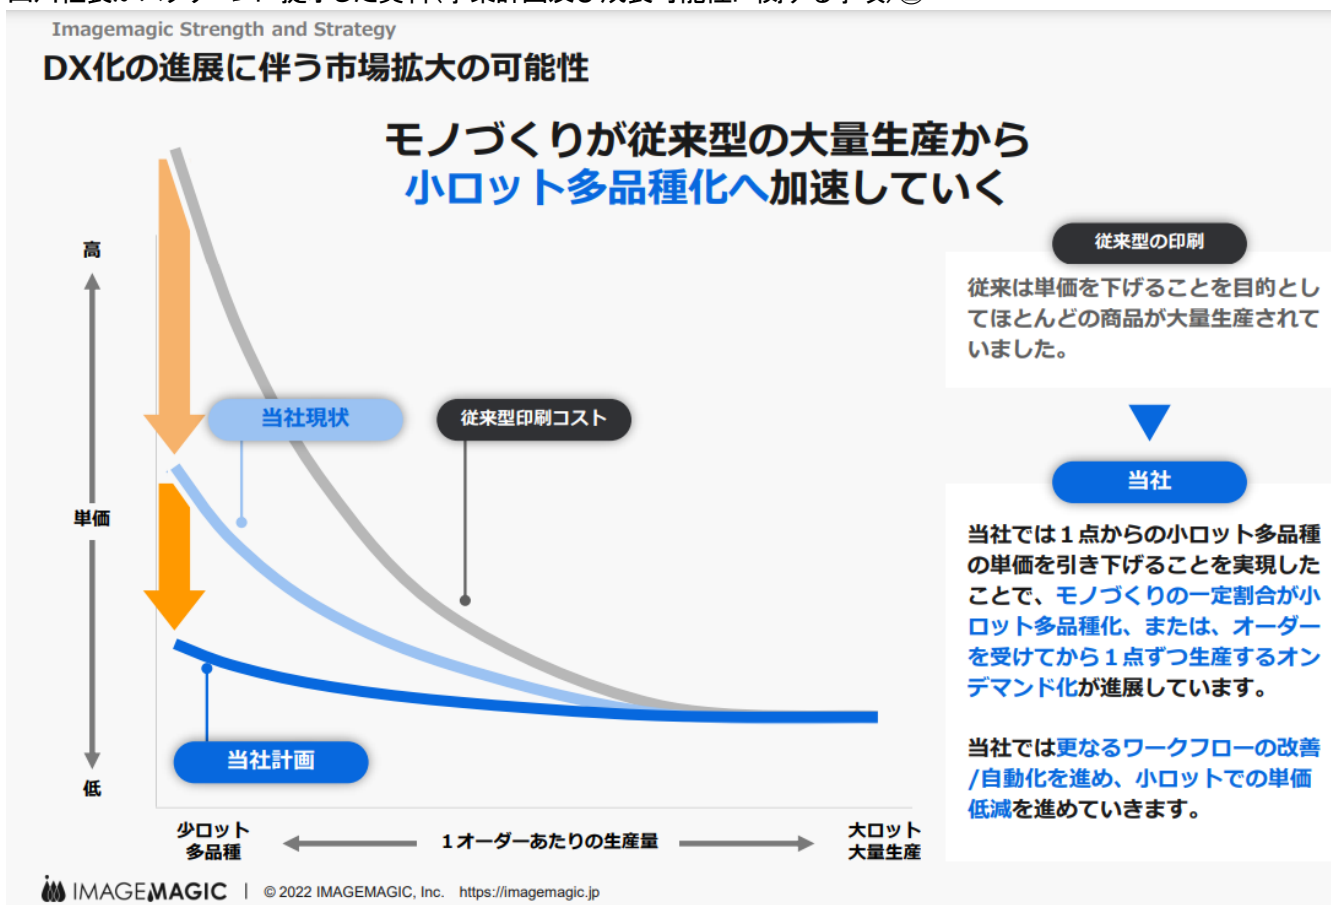 Imagemagic Strength and Strategy
DX化の進展に伴う市場拡大の可能性
モノづくりが従来型の大量生産から
小ロット多品種化へ加速していく
高
単価
低
当社現状
従来型印刷コスト
当社計画
少ロット
多品種
1オーダーあたりの生産量
大ロット
大量生産
従来型の印刷
従来は単価を下げることを目的とし
てほとんどの商品が大量生産されて
いました。
当社
当社では１点からの小ロット多品種
の単価を引き下げることを実現した
ことで、モノづくりの一定割合が小
ロット多品種化、または、オーダー
を受けてから１点ずつ生産するオン
デマンド化が進展しています。
当社では更なるワークフローの改善
/自動化を進め、小ロットでの単価
低減を進めていきます。
IMAGEMAGIC | © 2022 IMAGEMAGIC, Inc. https://imagemagic.jp